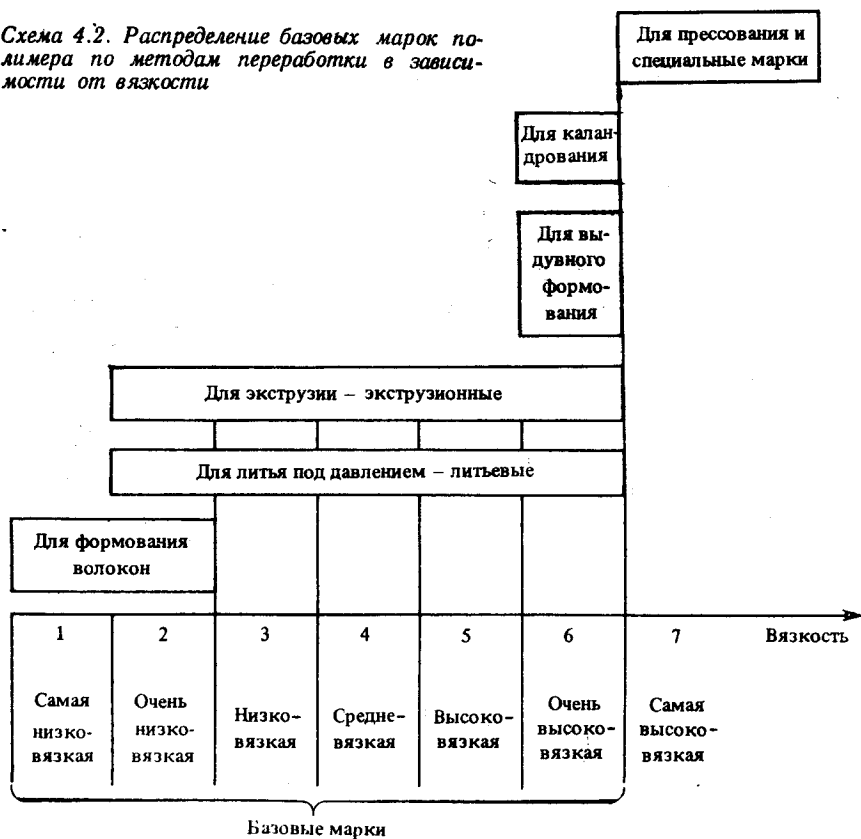 Схема 4.2. Распределение базовых марок по-
лимера по методам переработки в зависи-
мости от вязкости
Для прессования и
специальные марки
Для калан-
дрования
Для вы-
дувного
формо-
вания
Для экструзии – экструзионные
Для литья под давлением – литьевые
Для формования
волокон
1 2 3 4 5 6 7 Вязкость
Самая
низко-
вязкая
Очень
низко-
вязкая
Низко-
вязкая
Средне-
вязкая
Высоко-
вязкая
Очень
высоко-
вязкая
Самая
высоко-
вязкая
Базовые марки